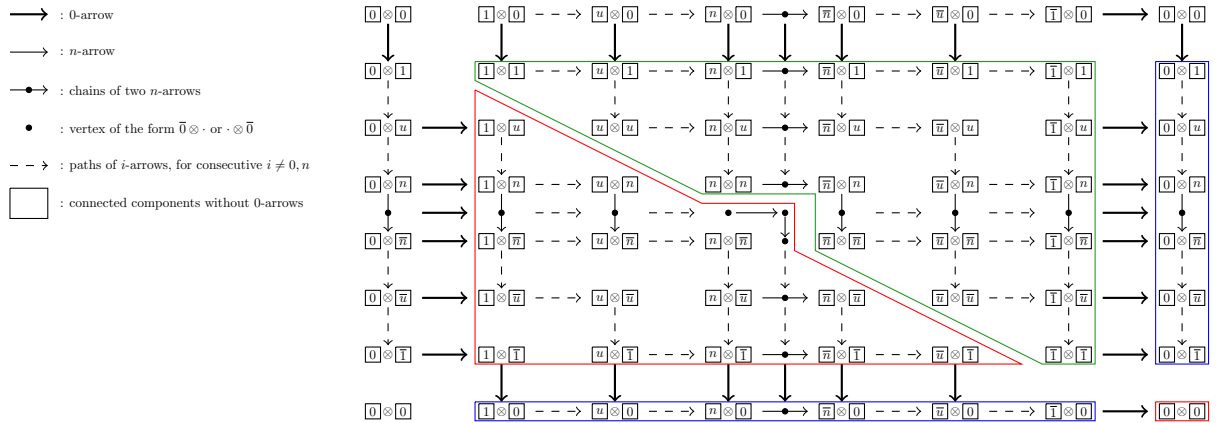 : 0-arrow
: n-arrow
: chains of two n-arrows
: vertex of the form 0̅ ⊗ · or · ⊗ 0̅
: paths of i-arrows, for consecutive i ≠ 0, n
: connected components without 0-arrows
0 ⊗ 0 1 ⊗ 0 u ⊗ 0 n ⊗ 0 n̅ ⊗ 0 u̅ ⊗ 0 1̅ ⊗ 0 0 ⊗ 0
0 ⊗ 1 1 ⊗ 1 u ⊗ 1 n ⊗ 1 n̅ ⊗ 1 u̅ ⊗ 1 1̅ ⊗ 1 0 ⊗ 1
0 ⊗ u 1 ⊗ u u ⊗ u n ⊗ u n̅ ⊗ u u̅ ⊗ u 1̅ ⊗ u 0 ⊗ u
0 ⊗ n 1 ⊗ n u ⊗ n n ⊗ n n̅ ⊗ n u̅ ⊗ n 1̅ ⊗ n 0 ⊗ n
0 ⊗ n̅ 1 ⊗ n̅ u ⊗ n̅ n ⊗ n̅ n̅ ⊗ n̅ u̅ ⊗ n̅ 1̅ ⊗ n̅ 0 ⊗ n̅
0 ⊗ u̅ 1 ⊗ u̅ u ⊗ u̅ n ⊗ u̅ n̅ ⊗ u̅ u̅ ⊗ u̅ 1̅ ⊗ u̅ 0 ⊗ u̅
0 ⊗ 1̅ 1 ⊗ 1̅ u ⊗ 1̅ n ⊗ 1̅ n̅ ⊗ 1̅ u̅ ⊗ 1̅ 1̅ ⊗ 1̅ 0 ⊗ 1̅
0 ⊗ 0 1 ⊗ 0 u ⊗ 0 n ⊗ 0 n̅ ⊗ 0 u̅ ⊗ 0 1̅ ⊗ 0 0 ⊗ 0